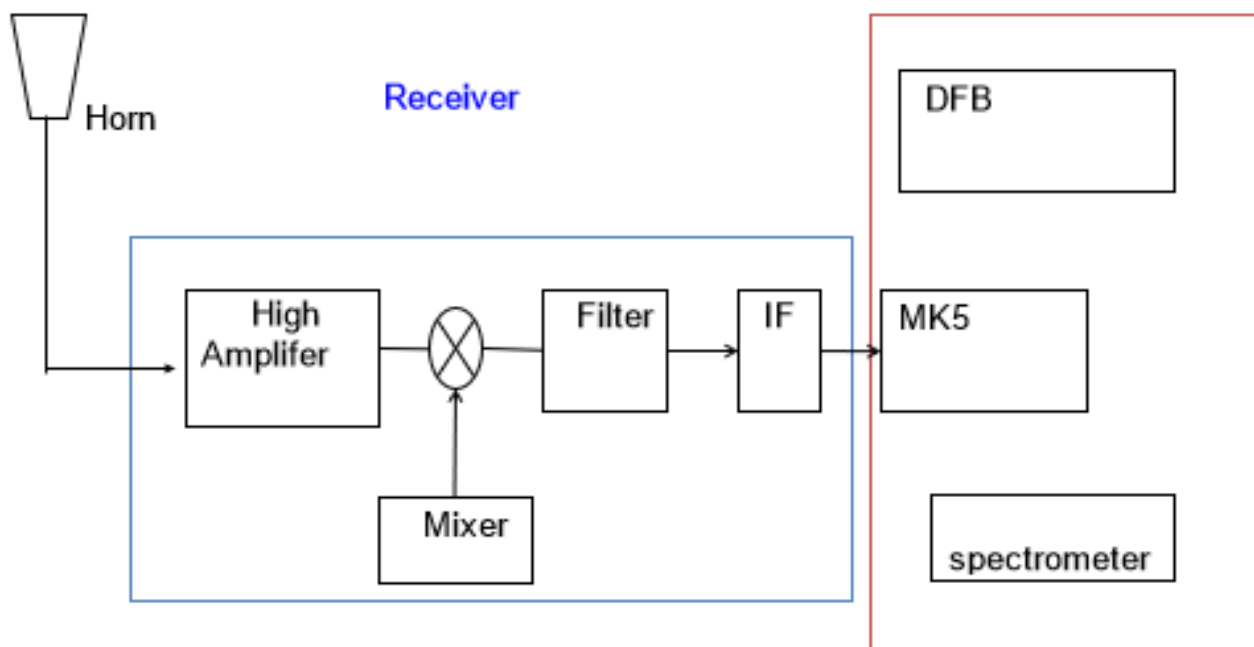 Horn
Receiver
DFB
High
Amplifer
Filter
IF
MK5
Mixer
spectrometer